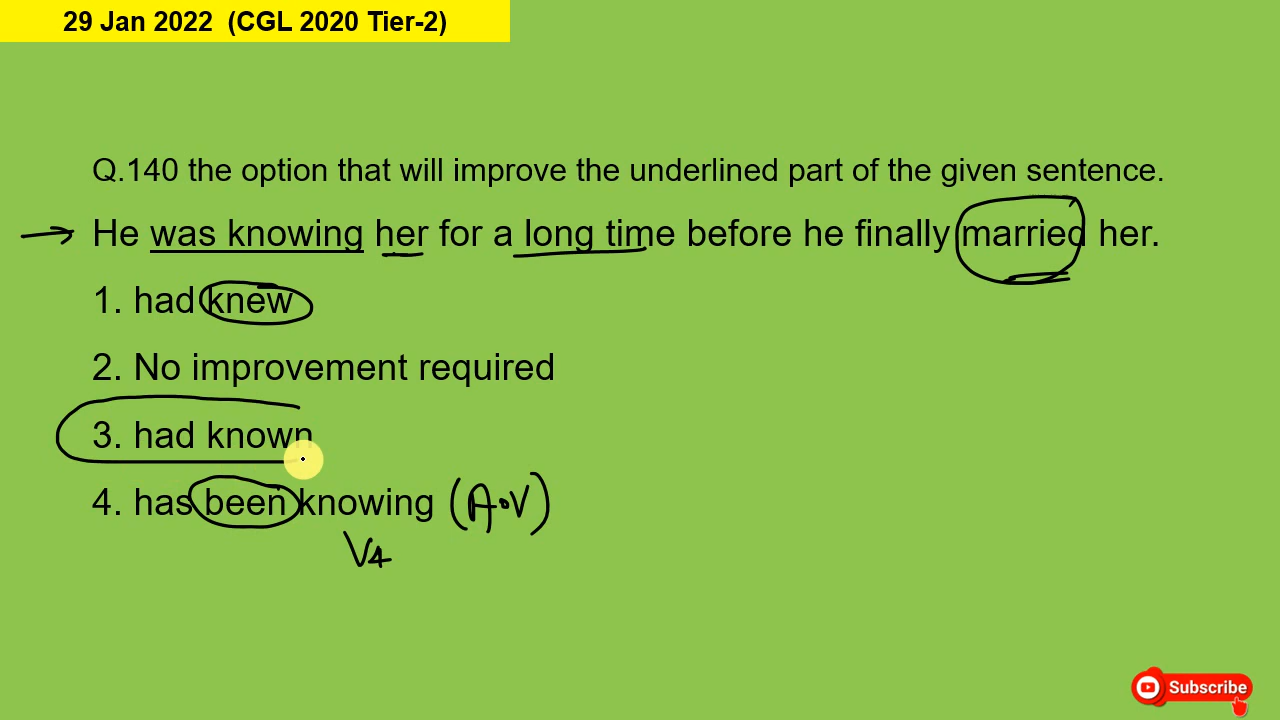 29 Jan 2022 (CGL 2020 Tier-2)
Q.140 the option that will improve the underlined part of the given sentence.
He was knowing her for a long time before he finally married her.
1. had knew
2. No improvement required
3. had known
4. has been knowing (A.V)
V4
Subscribe